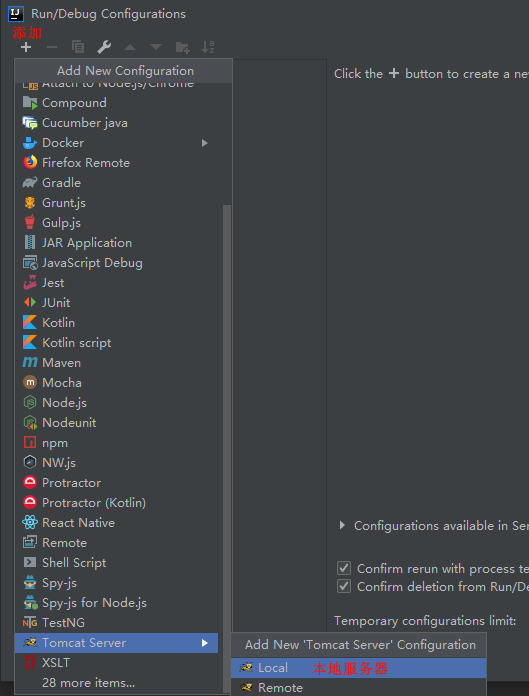 Run/Debug Configurations
添加
Add New Configuration
Click the + button to create a ne
Attach to Node.js/Chrome
Compound
Cucumber java
Docker
Firefox Remote
Gradle
Grunt.js
Gulp.js
JAR Application
JavaScript Debug
Jest
JUnit
Kotlin
Kotlin script
Maven
Mocha
Node.js
Nodeunit
npm
NW.js
Protractor
Protractor (Kotlin)
React Native
Configurations available in Ser
Remote
Shell Script
Confirm rerun with process te
Spy-js
Confirm deletion from Run/De
Spy-js for Node.js
TestNG
Temporary configurations limit:
Tomcat Server
Add New 'Tomcat Server' Configuration
XSLT
Local 本地服务器
28 more items...
Remote